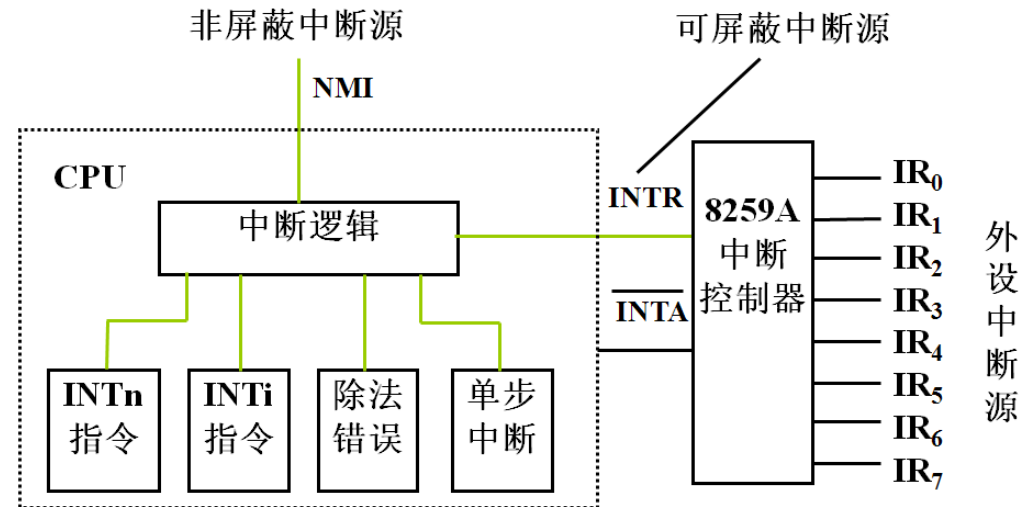 非屏蔽中断源
可屏蔽中断源
NMI
CPU
中断逻辑
INTR
INTA
8259A
中断
控制器
IR0
IR1
IR2
IR3
IR4
IR5
IR6
IR7
外设中断源
INTn
指令
INTi
指令
除法
错误
单步
中断